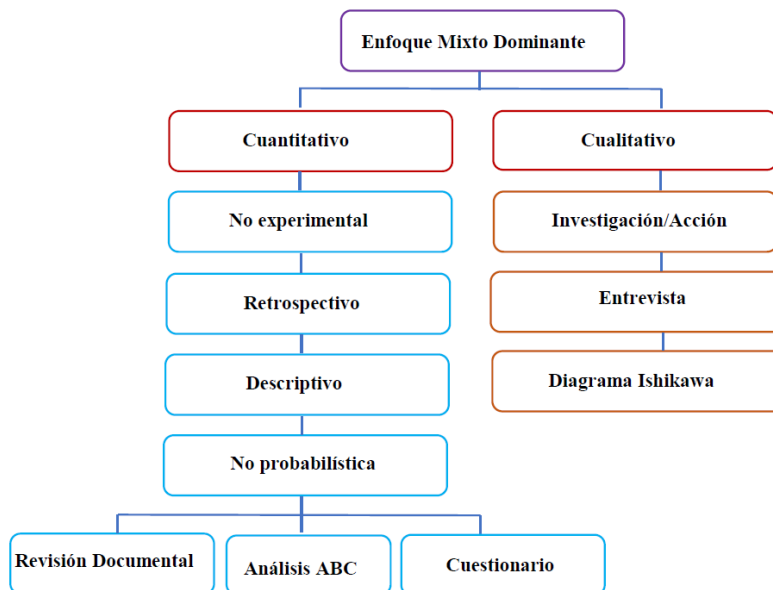 Enfoque Mixto Dominante
Cuantitativo
Cualitativo
No experimental
Investigación/Acción
Retrospectivo
Entrevista
Descriptivo
Diagrama Ishikawa
No probabilística
Revisión Documental
Análisis ABC
Cuestionario